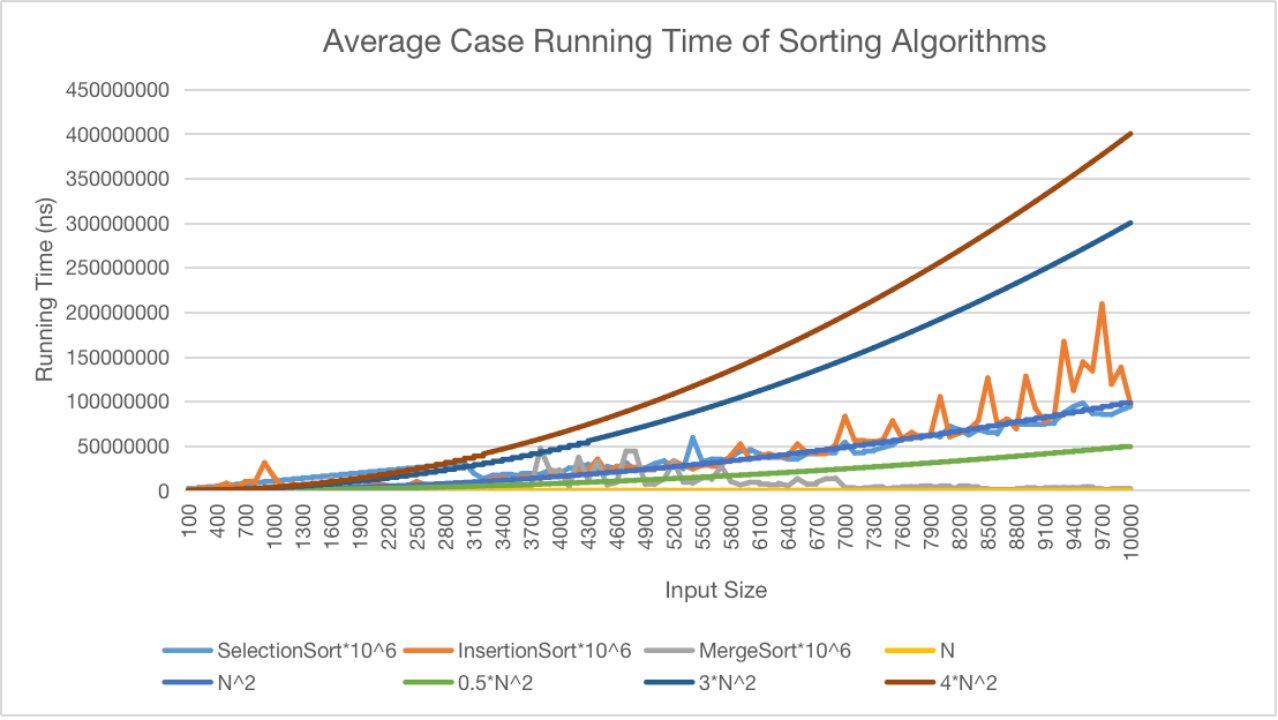 Average Case Running Time of Sorting Algorithms
450000000
400000000
350000000
300000000
250000000
200000000
150000000
100000000
50000000
0
Running Time (ns)
100 400 700 1000 1300 1600 1900 2200 2500 2800 3100 3400 3700 4000 4300 4600 4900 5200 5500 5800 6100 6400 6700 7000 7300 7600 7900 8200 8500 8800 9100 9400 9700 10000
Input Size
SelectionSort*10^6 InsertionSort*10^6 MergeSort*10^6 N
N^2 0.5*N^2 3*N^2 4*N^2